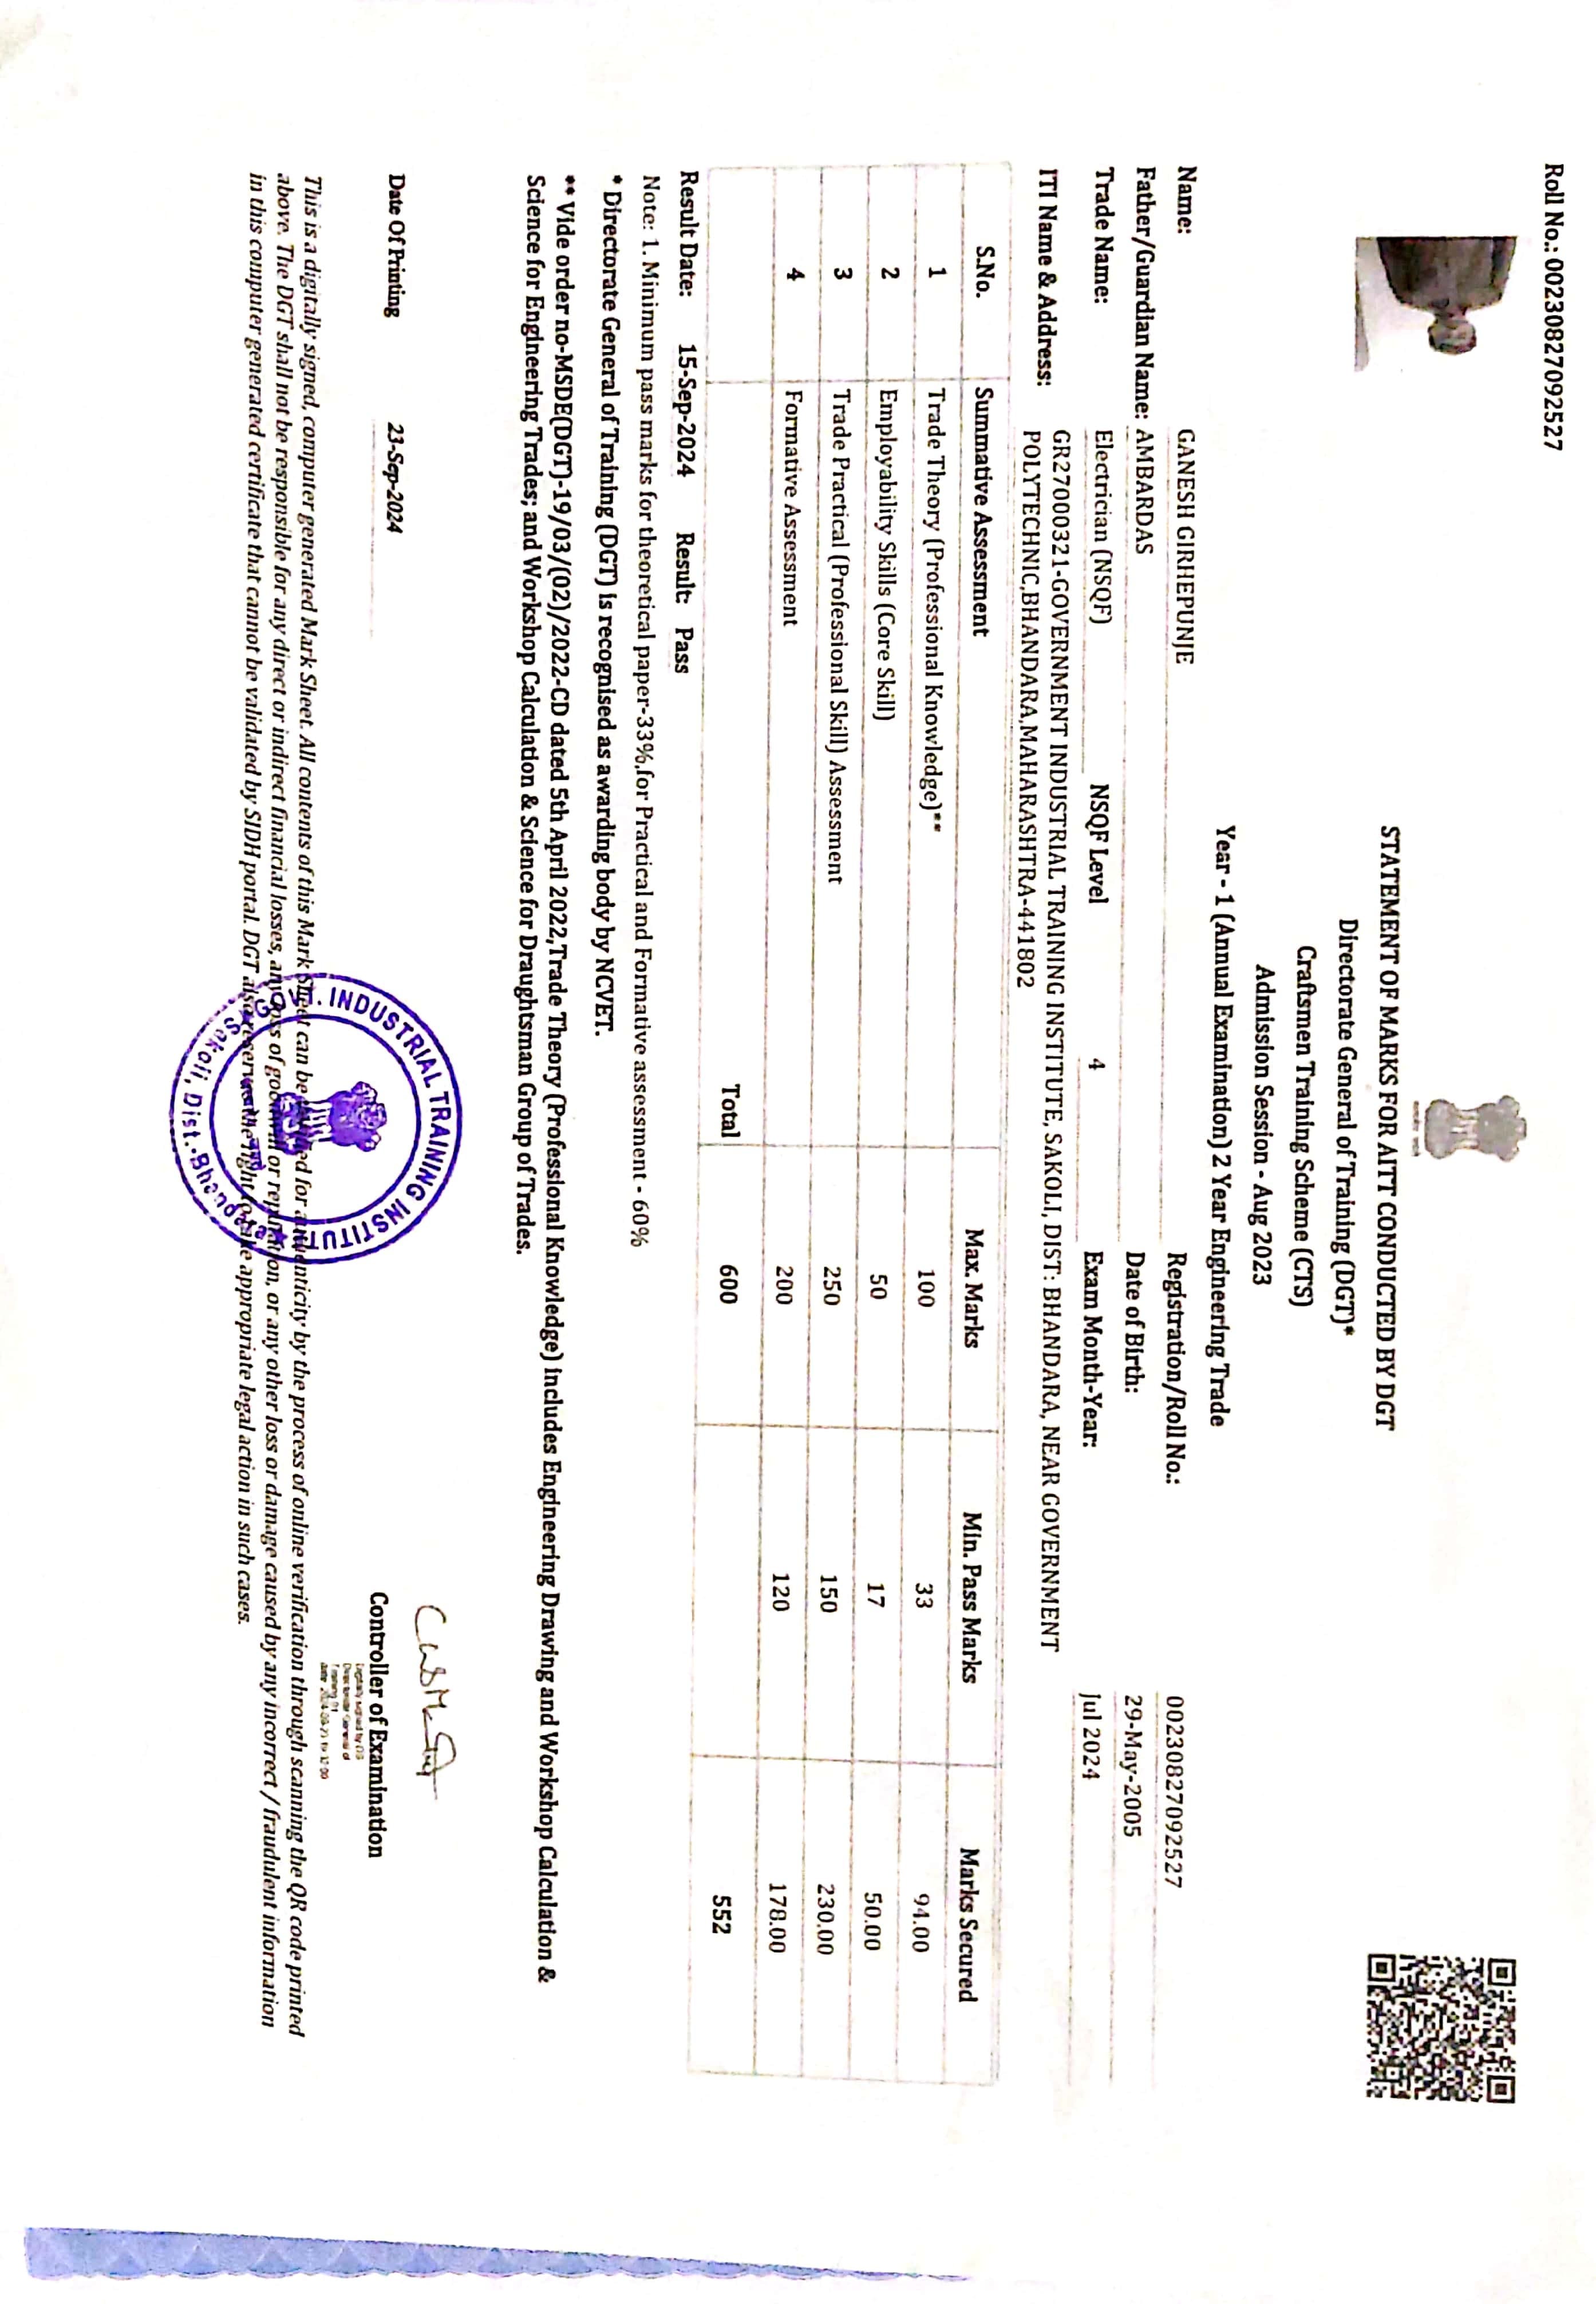 Roll No.: 00230827092527
STATEMENT OF MARKS FOR AITT CONDUCTED BY DGT
Directorate General of Training (DGT)*
Craftsmen Training Scheme (CTS)
Admission Session - Aug 2023
Year - 1 (Annual Examination) 2 Year Engineering Trade
Name: GANESH GIRHEPUNJE Registration/Roll No.: 00230827092527
Father/Guardian Name: AMBARDAS Date of Birth: 29-May-2005
Trade Name: Electrician (NSQF) NSQF Level 4 Exam Month-Year: Jul 2024
ITI Name & Address: GR27000321-GOVERNMENT INDUSTRIAL TRAINING INSTITUTE, SAKOLI, DIST: BHANDARA, NEAR GOVERNMENT
POLYTECHNIC,BHANDARA,MAHARASHTRA-441802
S.No. Summative Assessment Max. Marks Min. Pass Marks Marks Secured
1 Trade Theory (Professional Knowledge)** 100 33 94.00
2 Employability Skills (Core Skill) 50 17 50.00
3 Trade Practical (Professional Skill) Assessment 250 150 230.00
4 Formative Assessment 200 120 178.00
Total 600 552
Result Date: 15-Sep-2024 Result: Pass
Note: 1. Minimum pass marks for theoretical paper-33%,for Practical and Formative assessment - 60%
* Directorate General of Training (DGT) is recognised as awarding body by NCVET.
** Vide order no-MSDE(DGT)-19/03/(02)/2022-CD dated 5th April 2022,Trade Theory (Professional Knowledge) includes Engineering Drawing and Workshop Calculation &
Science for Engineering Trades; and Workshop Calculation & Science for Draughtsman Group of Trades.
Date Of Printing 23-Sep-2024
Controller of Examination
Digitally signed by
Directorate General of
Training
GOVT. INDUSTRIAL TRAINING INSTITUTE
Sakoli, Dist.-Bhandara
This is a digitally signed, computer generated Mark Sheet. All contents of this Mark Sheet can be for authenticity by the process of online verification through scanning the QR code printed
above. The DGT shall not be responsible for any direct or indirect financial losses, any loss of goodwill or reputation, or any other loss or damage caused by any incorrect / fraudulent information
in this computer generated certificate that cannot be validated by SIDH portal. DGT also reserves the right to take appropriate legal action in such cases.